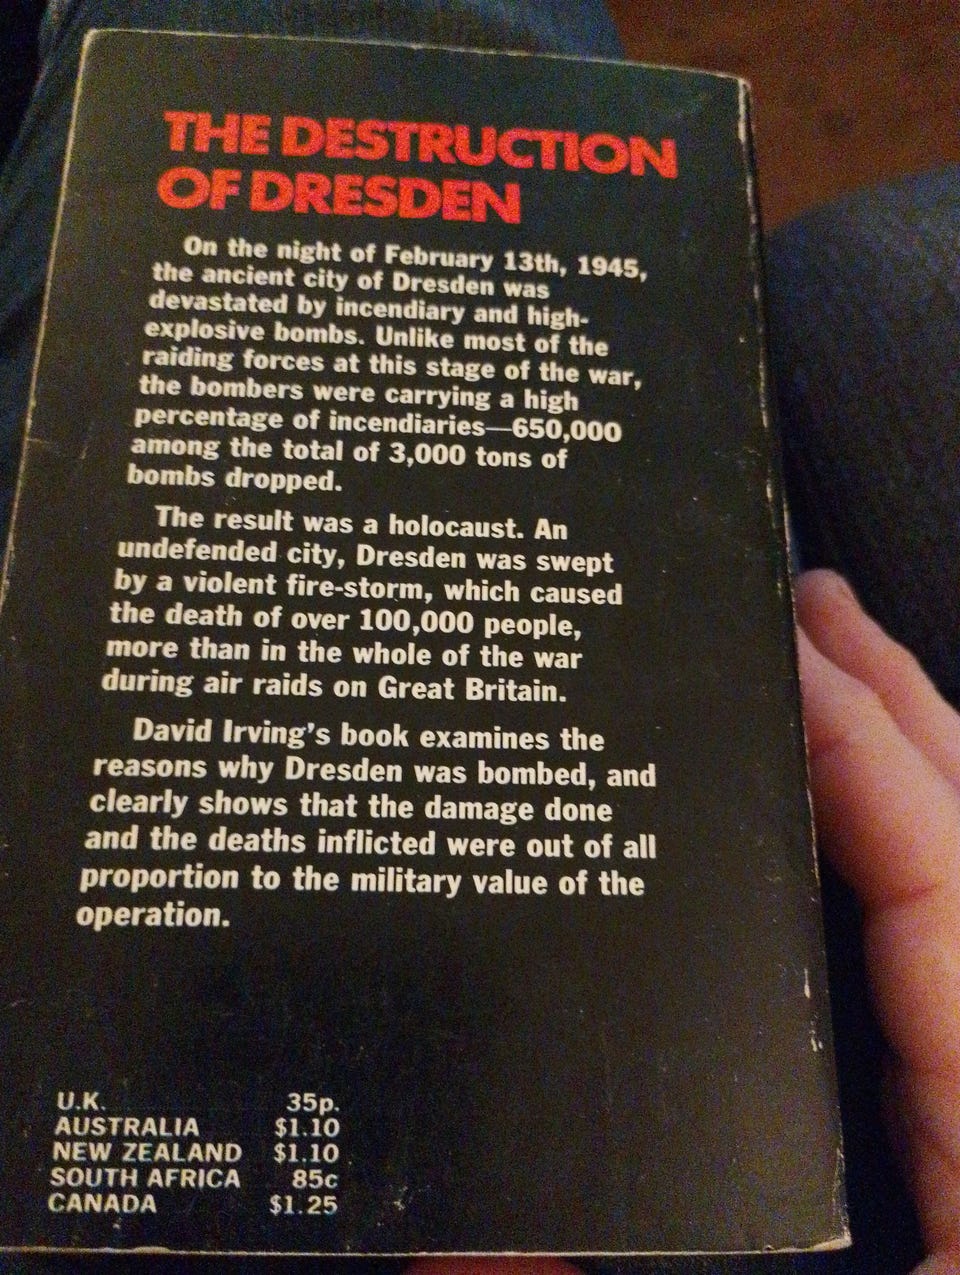 THE DESTRUCTION
OF DRESDEN
On the night of February 13th, 1945,
the ancient city of Dresden was
devastated by incendiary and high-
explosive bombs. Unlike most of the
raiding forces at this stage of the war,
the bombers were carrying a high
percentage of incendiaries—650,000
among the total of 3,000 tons of
bombs dropped.
The result was a holocaust. An
undefended city, Dresden was swept
by a violent fire-storm, which caused
the death of over 100,000 people,
more than in the whole of the war
during air raids on Great Britain.
David Irving's book examines the
reasons why Dresden was bombed, and
clearly shows that the damage done
and the deaths inflicted were out of all
proportion to the military value of the
operation.
U.K. 35p.
AUSTRALIA $1.10
NEW ZEALAND $1.10
SOUTH AFRICA 85c
CANADA $1.25